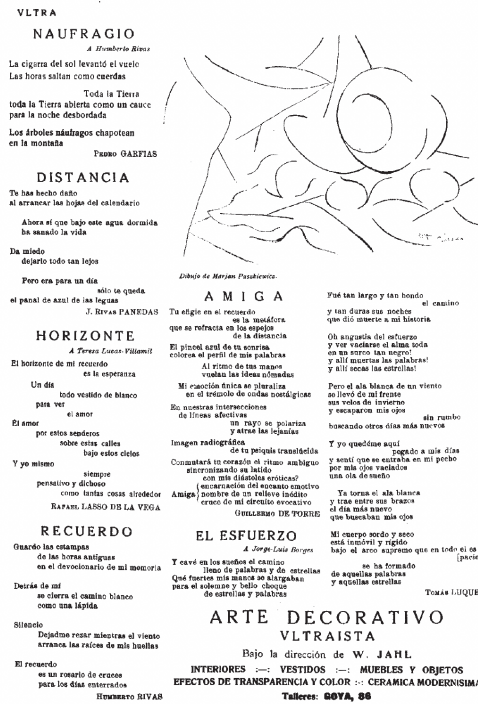 VLTRA
NAUFRAGIO
A Humberto Rivas
La cigarra del sol levantó el vuelo
Las horas saltan como cuerdas
Toda la Tierra
toda la Tierra abierta como un cauce
para la noche desbordada
Los árboles náufragos chapotean
en la montaña
PEDRO GARFIAS
DISTANCIA
Te has hecho daño
al arrancar las hojas del calendario
Ahora sí que bajo este agua dormida
ha sanado la vida
Da miedo
dejarlo todo tan lejos
Pero era para un día
sólo te queda
el panal de azul de las leguas
J. RIVAS PANEDAS
HORIZONTE
A Teresa Lucas-Villamil
El horizonte de mi recuerdo
es la esperanza
Un día
todo vestido de blanco
para ver
el amor
El amor
por estos senderos
sobre estas calles
bajo estos cielos
Y yo mismo
siempre
pensativo y dichoso
como tantas cosas alrededor
RAFAEL LASSO DE LA VEGA
RECUERDO
Guardo las estampas
de las horas antiguas
en el devocionario de mi memoria
Detrás de mí
se cierra el camino blanco
como una lápida
Silencio
Dejadme rezar mientras el viento
arranca las raíces de mis huellas
El recuerdo
es un rosario de cruces
para los días enterrados
HUMBERTO RIVAS
Dibujo de Marjan Paszkiewicz.
AMIGA
Tu efigie en el recuerdo
es la metáfora
que se refracta en los espejos
de la distancia
El pincel azul de tu sonrisa
colorea el perfil de mis palabras
Al ritmo de tus manos
vuelan las ideas nómadas
Mi emoción única se pluraliza
en el trémolo de ondas nostálgicas
En nuestras intersecciones
de líneas afectivas
un rayo se polariza
y atrae las lejanías
Imagen radiográfica
de tu psiquis translúcida
Conmutará tu corazón el ritmo ambiguo
sincronizando su latido
con mis diástoles eróticas?
encarnación del encanto emotivo
Amiga nombre de un relieve inédito
cruce de mi circuito evocativo
GUILLERMO DE TORRE
EL ESFUERZO
A Jorge-Luis Borges
Y cavé en los sueños el camino
lleno de palabras y de estrellas
Qué fuertes mis manos se alargaban
para el solemne y bello choque
de estrellas y palabras
Fué tan largo y tan hondo
el camino
y tan duras sus noches
que dió muerte a mi historia
Oh angustia del esfuerzo
y ver vaciarse el alma toda
en un surco tan negro!
y allí muertas las palabras!
y allí secas las estrellas!
Pero el ala blanca de un viento
se llevó de mi frente
sus velos de invierno
y escaparon mis ojos
sin rumbo
buscando otros días más nuevos
Y yo quedéme aquí
pegado a mis días
y sentí que se entraba en mi pecho
por mis ojos vaciados
una ola de sueño
Ya torna el ala blanca
y trae entre sus brazos
el día más nuevo
que buscaban mis ojos
Mi cuerpo sordo y seco
está inmóvil y rígido
bajo el arco supremo que en todo el es
[pacio
se ha formado
de aquellas palabras
y aquellas estrellas
TOMÁS LUQUE
ARTE DECORATIVO
VLTRAISTA
Bajo la dirección de W. JAHL
INTERIORES :—: VESTIDOS :—: MUEBLES Y OBJETOS
EFECTOS DE TRANSPARENCIA Y COLOR :-: CERAMICA MODERNISIMA
Talleres: GOYA, 86